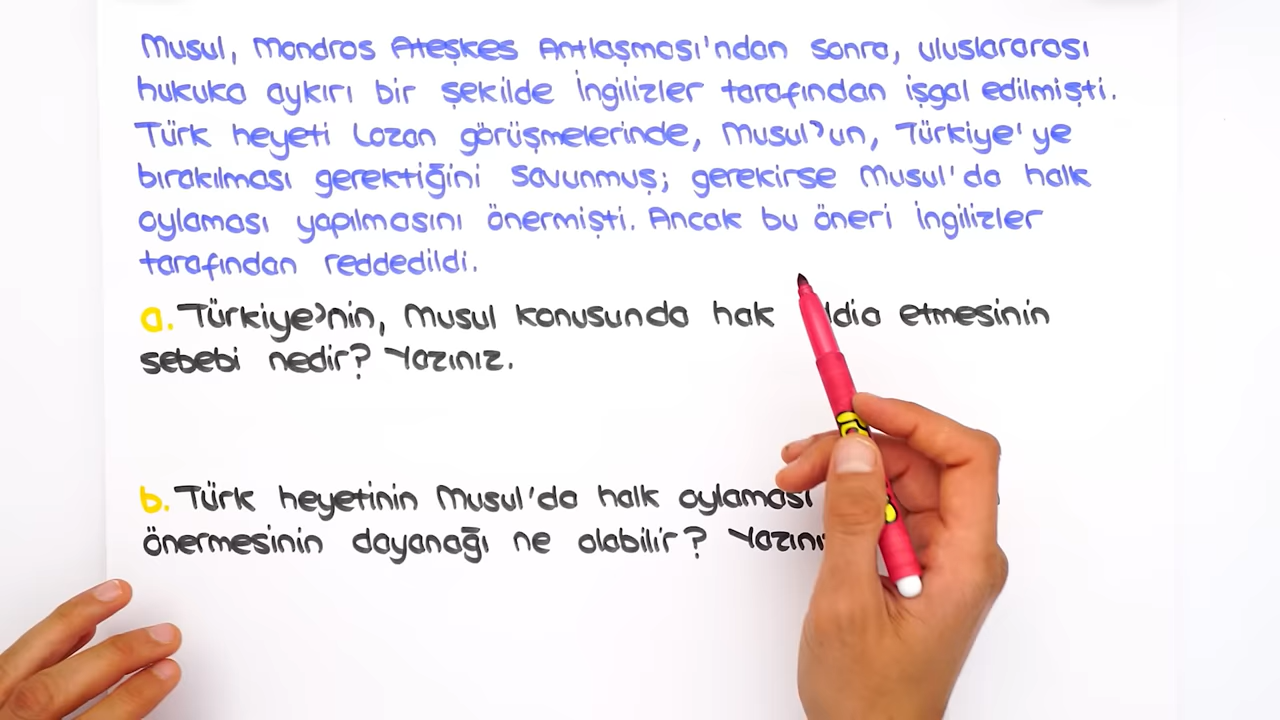 Musul, Mondros Ateşkes Antlaşması'ndan sonra, uluslararası
hukuka aykırı bir şekilde İngilizler tarafından işgal edilmişti.
Türk heyeti Lozan görüşmelerinde, Musul'un, Türkiye'ye
bırakılması gerektiğini savunmuş; gerekirse Musul'da halk
oylaması yapılmasını önermişti. Ancak bu öneri İngilizler
tarafından reddedildi.
a. Türkiye'nin, Musul konusunda hak etmesinin
sebebi nedir? Yazınız.
b. Türk heyetinin Musul'da halk oylaması
önermesinin dayanağı ne olabilir?